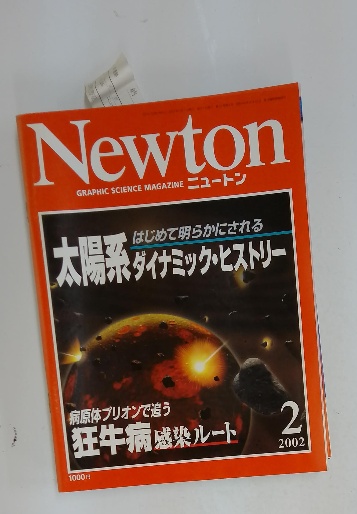 Newton
GRAPHIC SCIENCE MAGAZINE ニュートン
はじめて明らかにされる
太陽系ダイナミック・ヒストリー
病原体プリオンで追う
狂牛病感染ルート
2
2002
1000円